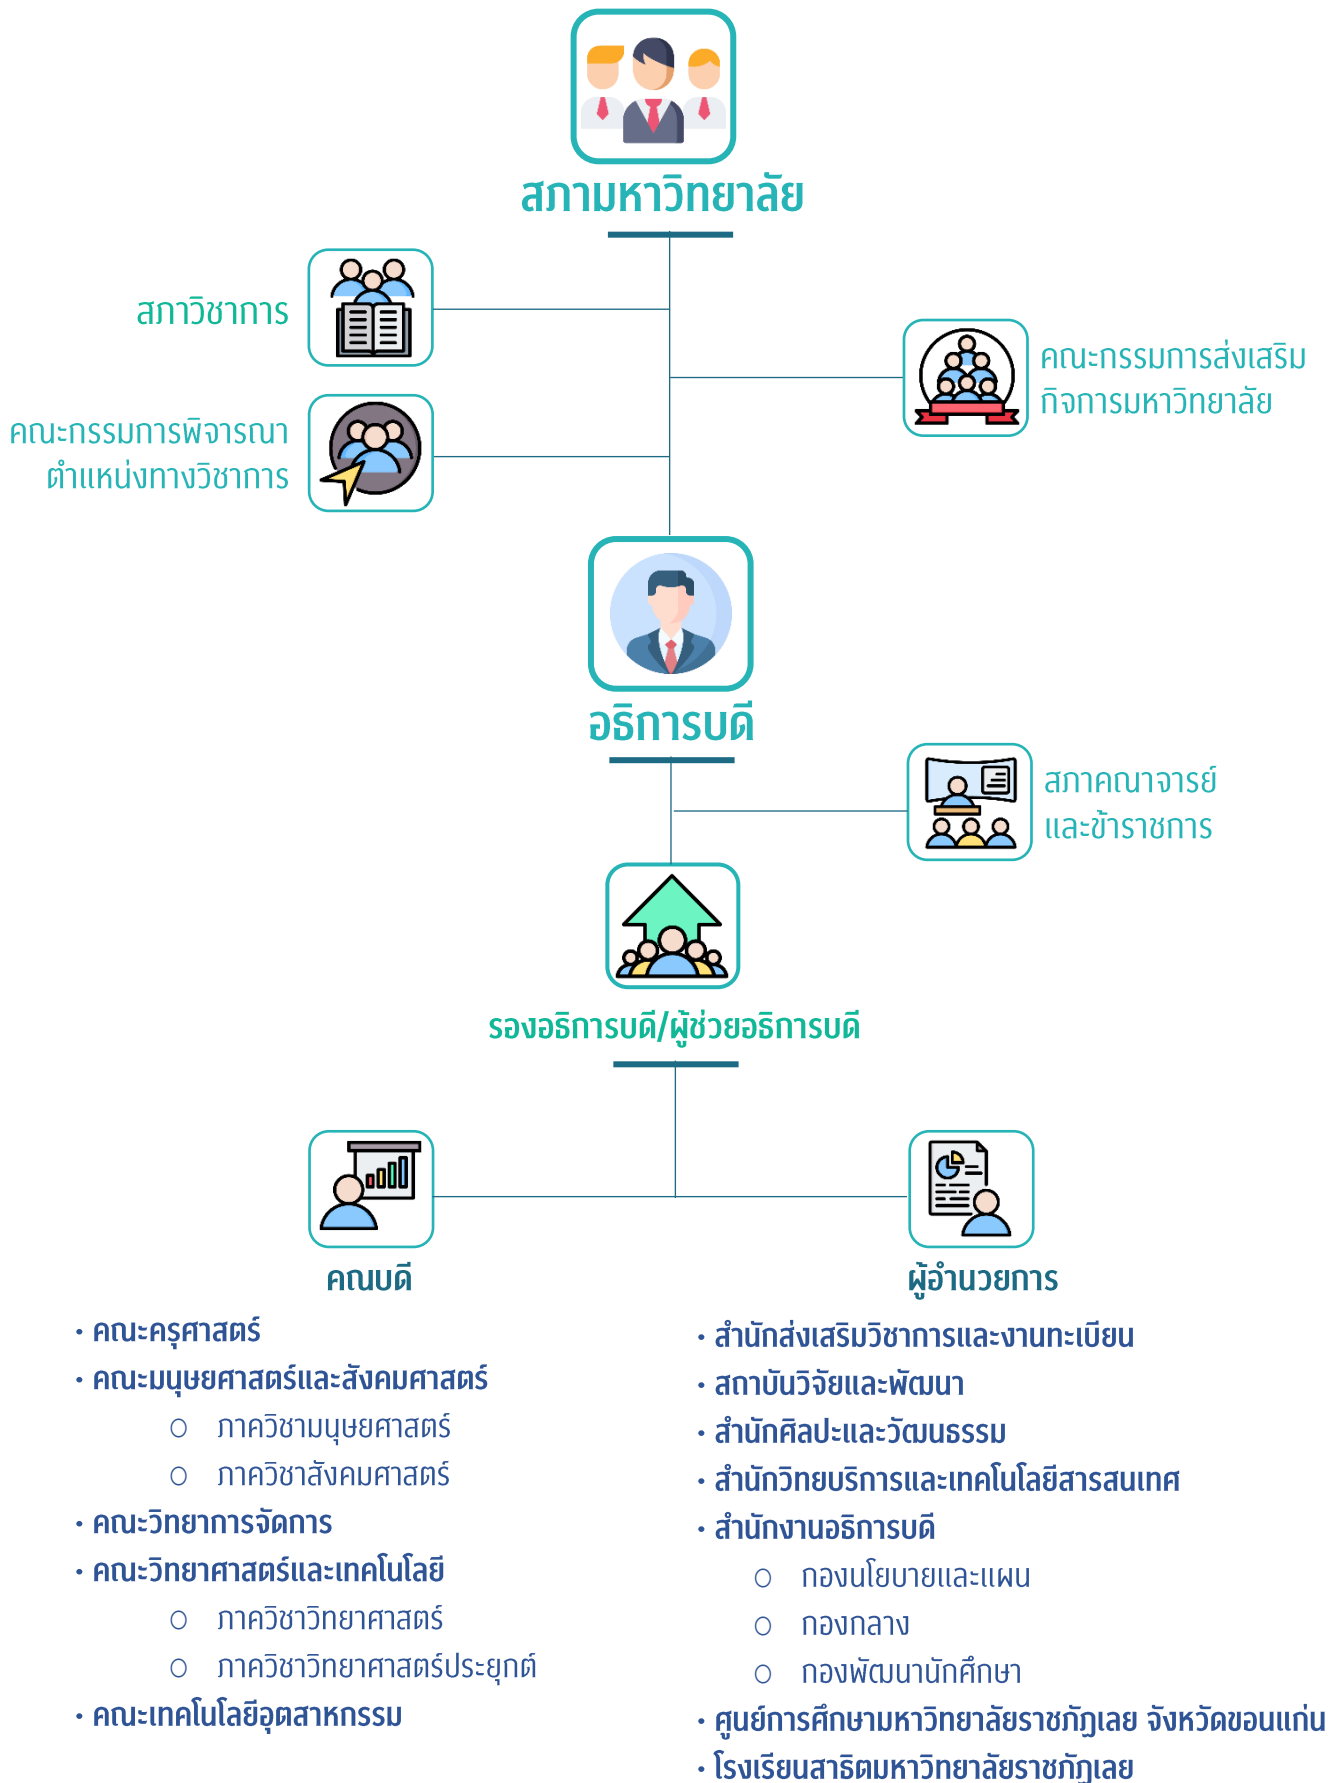 สภามหาวิทยาลัย
สภาวิชาการ
คณะกรรมการส่งเสริม
กิจการมหาวิทยาลัย
คณะกรรมการพิจารณา
ตำแหน่งทางวิชาการ
อธิการบดี
สภาคณาจารย์
และข้าราชการ
รองอธิการบดี/ผู้ช่วยอธิการบดี
คณบดี
• คณะครุศาสตร์
• คณะมนุษยศาสตร์และสังคมศาสตร์
o ภาควิชามนุษยศาสตร์
o ภาควิชาสังคมศาสตร์
• คณะวิทยาการจัดการ
• คณะวิทยาศาสตร์และเทคโนโลยี
o ภาควิชาวิทยาศาสตร์
o ภาควิชาวิทยาศาสตร์ประยุกต์
• คณะเทคโนโลยีอุตสาหกรรม
ผู้อำนวยการ
• สำนักส่งเสริมวิชาการและงานทะเบียน
• สถาบันวิจัยและพัฒนา
• สำนักศิลปะและวัฒนธรรม
• สำนักวิทยบริการและเทคโนโลยีสารสนเทศ
• สำนักงานอธิการบดี
o กองนโยบายและแผน
o กองกลาง
o กองพัฒนานักศึกษา
• ศูนย์การศึกษามหาวิทยาลัยราชภัฏเลย จังหวัดขอนแก่น
• โรงเรียนสาธิตมหาวิทยาลัยราชภัฏเลย